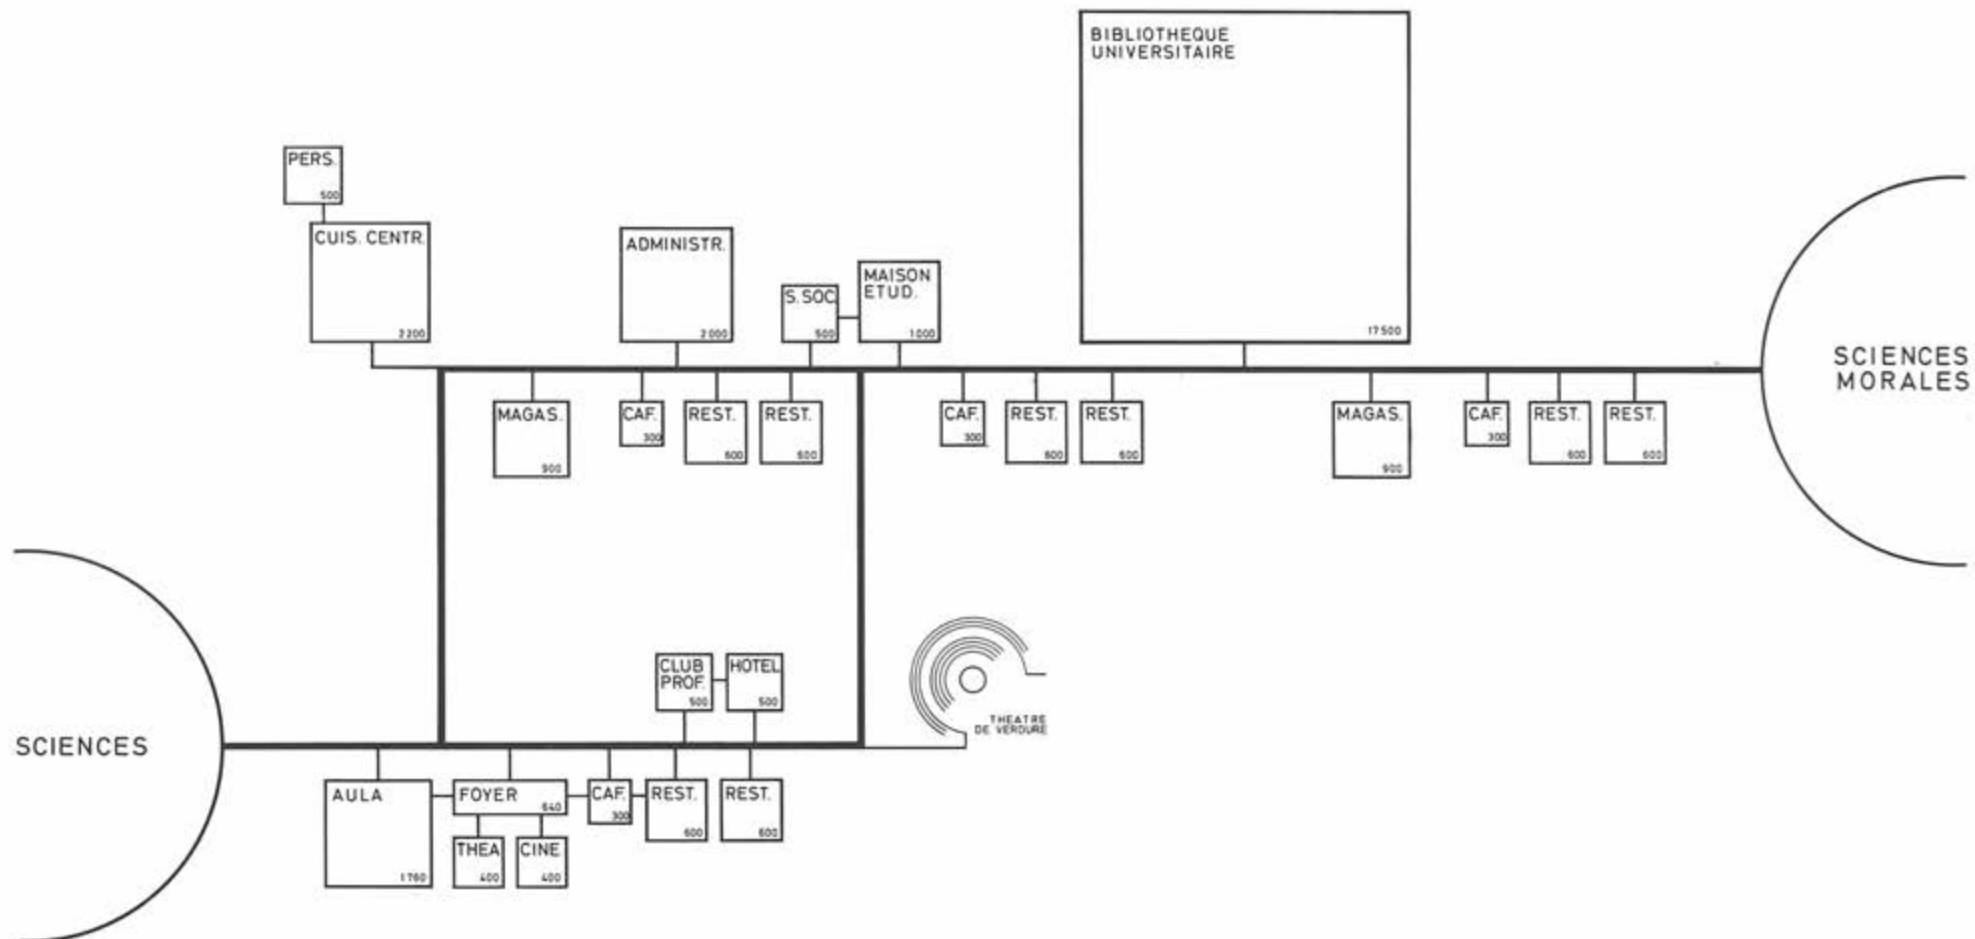 BIBLIOTHEQUE
UNIVERSITAIRE
17 500
PERS.
500
CUIS. CENTR.
2 200
ADMINISTR.
2 000
S. SOC.
500
MAISON
ETUD.
1 000
SCIENCES
MORALES
MAGAS.
900
CAF.
300
REST.
600
REST.
600
CAF.
300
REST.
600
REST.
600
MAGAS.
900
CAF.
300
REST.
600
REST.
600
CLUB
PROF.
500
HOTEL
500
THEATRE
DE VERDURE
SCIENCES
AULA
1 760
FOYER
640
CAF.
300
REST.
600
REST.
600
THEA
400
CINE
400